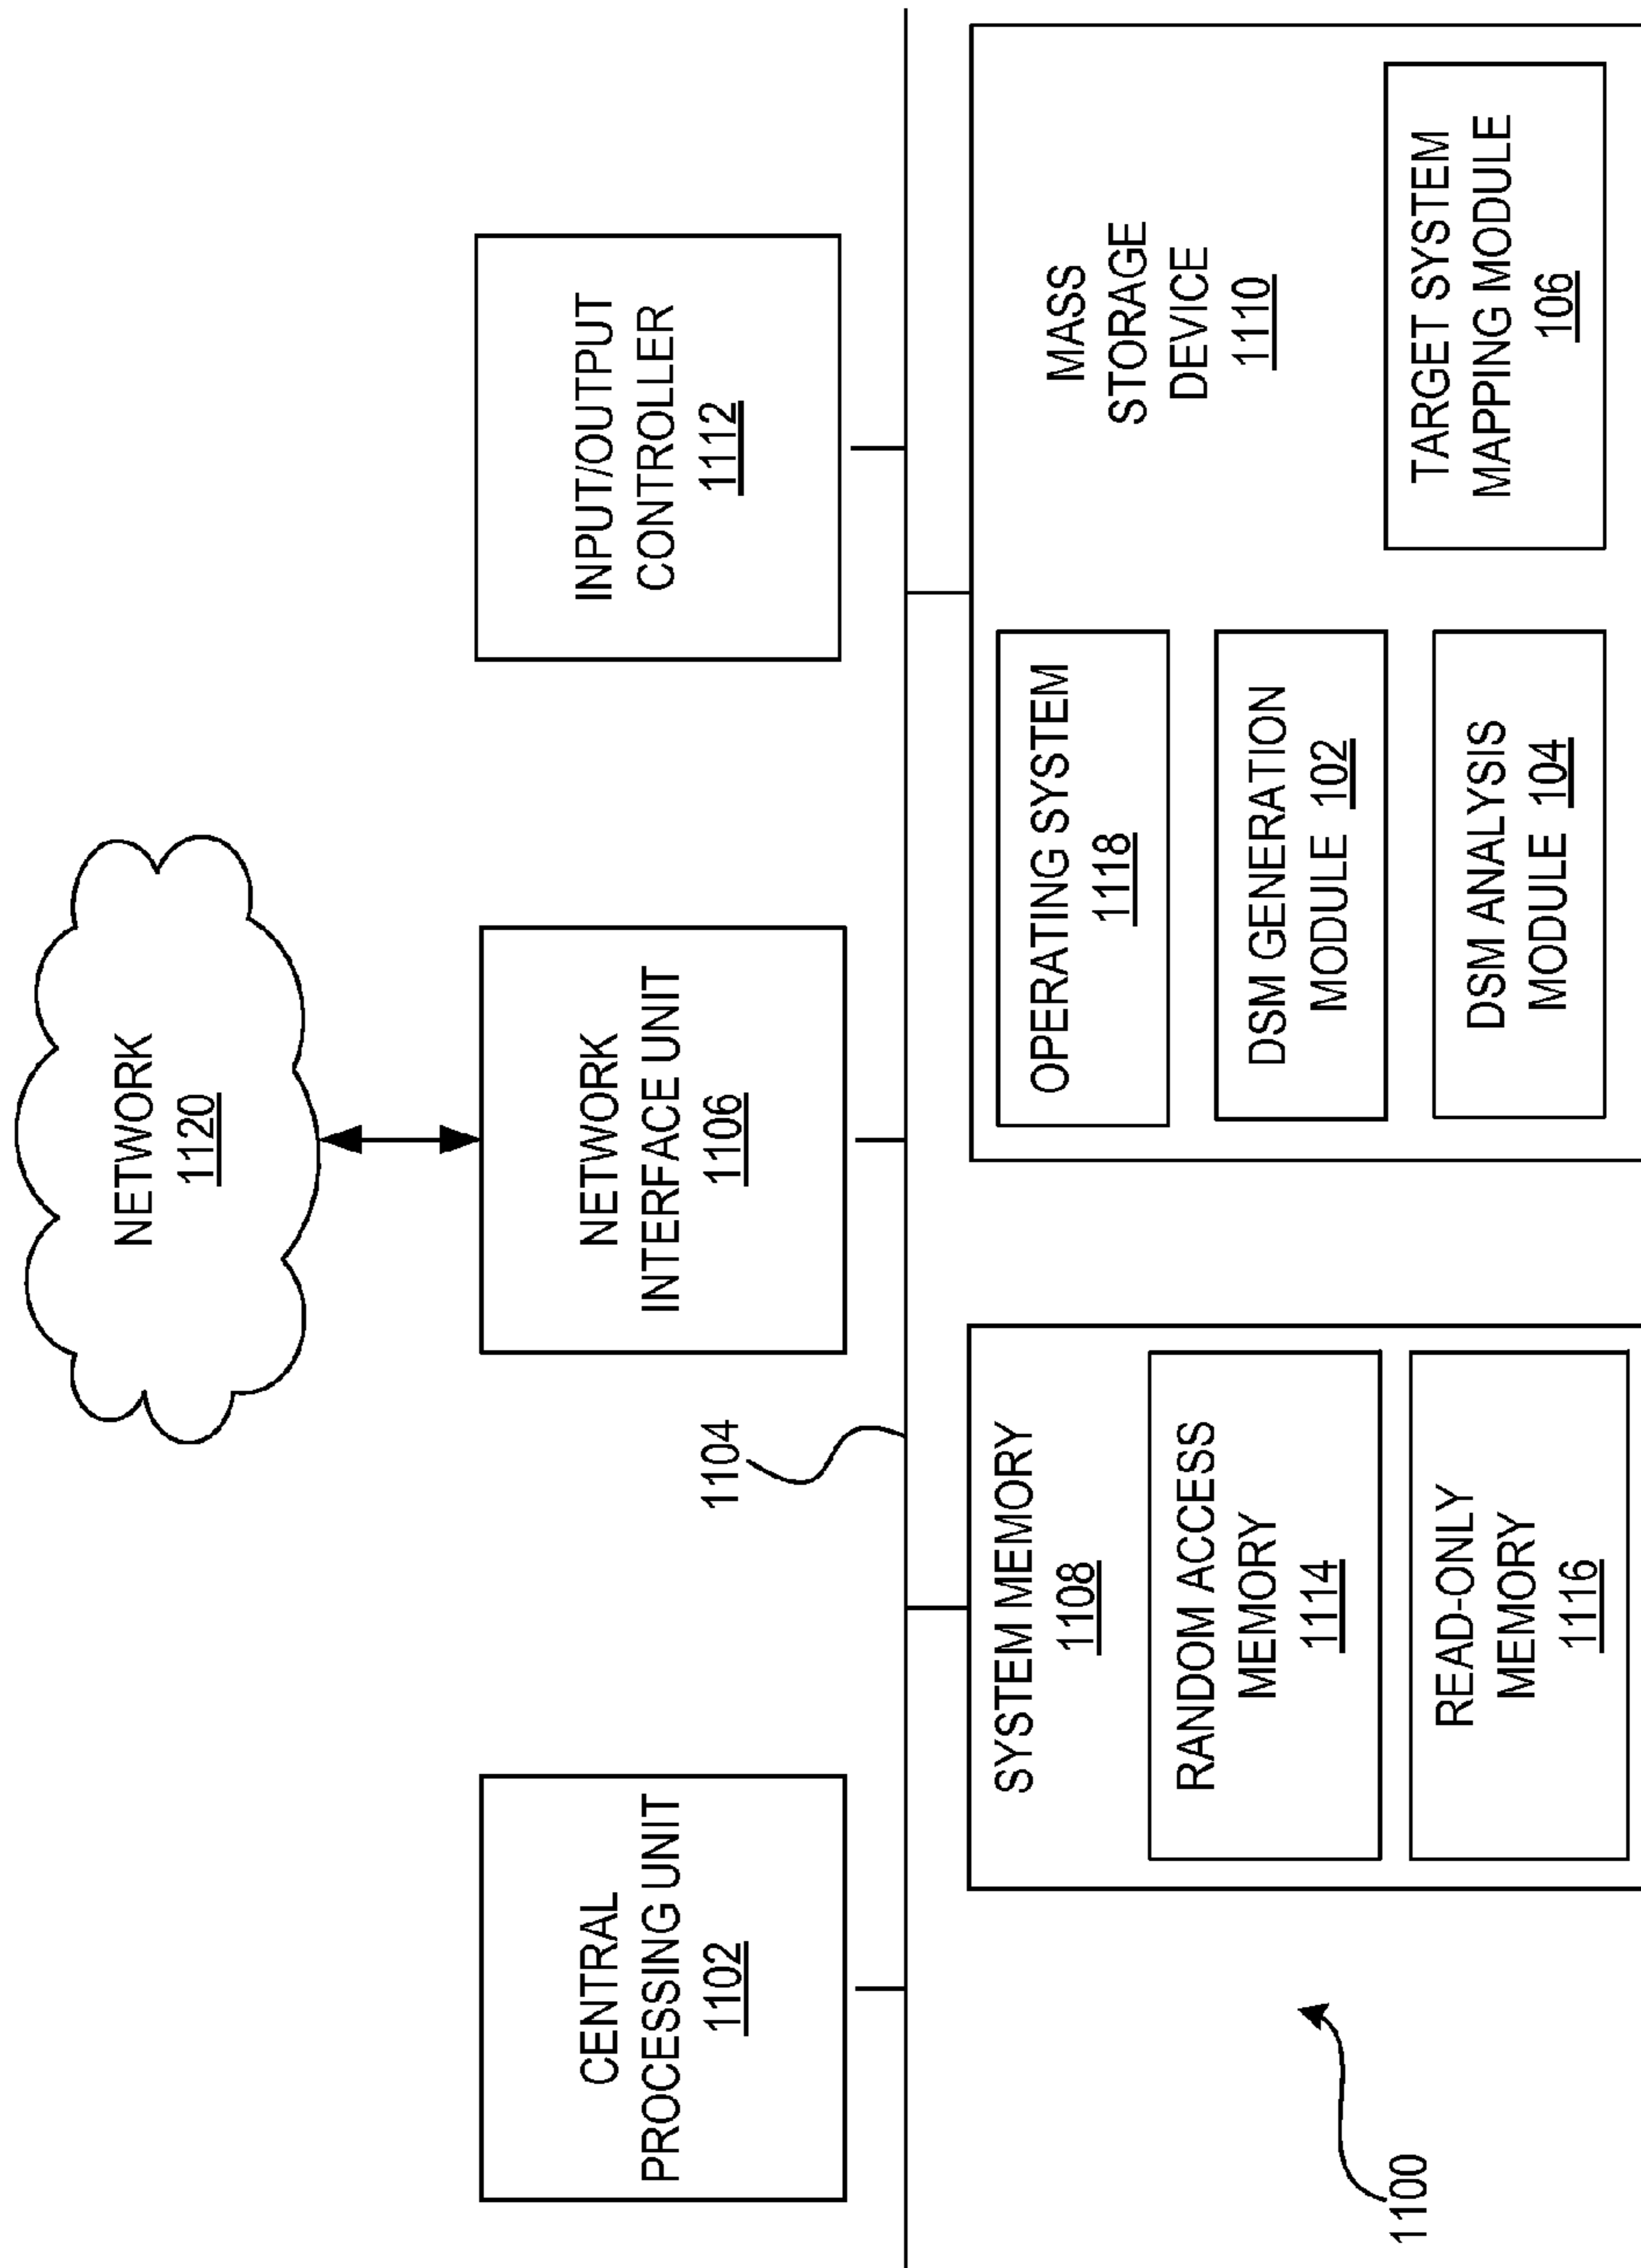 NETWORK
1120
CENTRAL
PROCESSING UNIT
1102
NETWORK
INTERFACE UNIT
1106
INPUT/OUTPUT
CONTROLLER
1112
1104
SYSTEM MEMORY
1108
RANDOM ACCESS
MEMORY
1114
READ-ONLY
MEMORY
1116
OPERATING SYSTEM
1118
DSM GENERATION
MODULE 102
DSM ANALYSIS
MODULE 104
MASS
STORAGE
DEVICE
1110
TARGET SYSTEM
MAPPING MODULE
106
1100